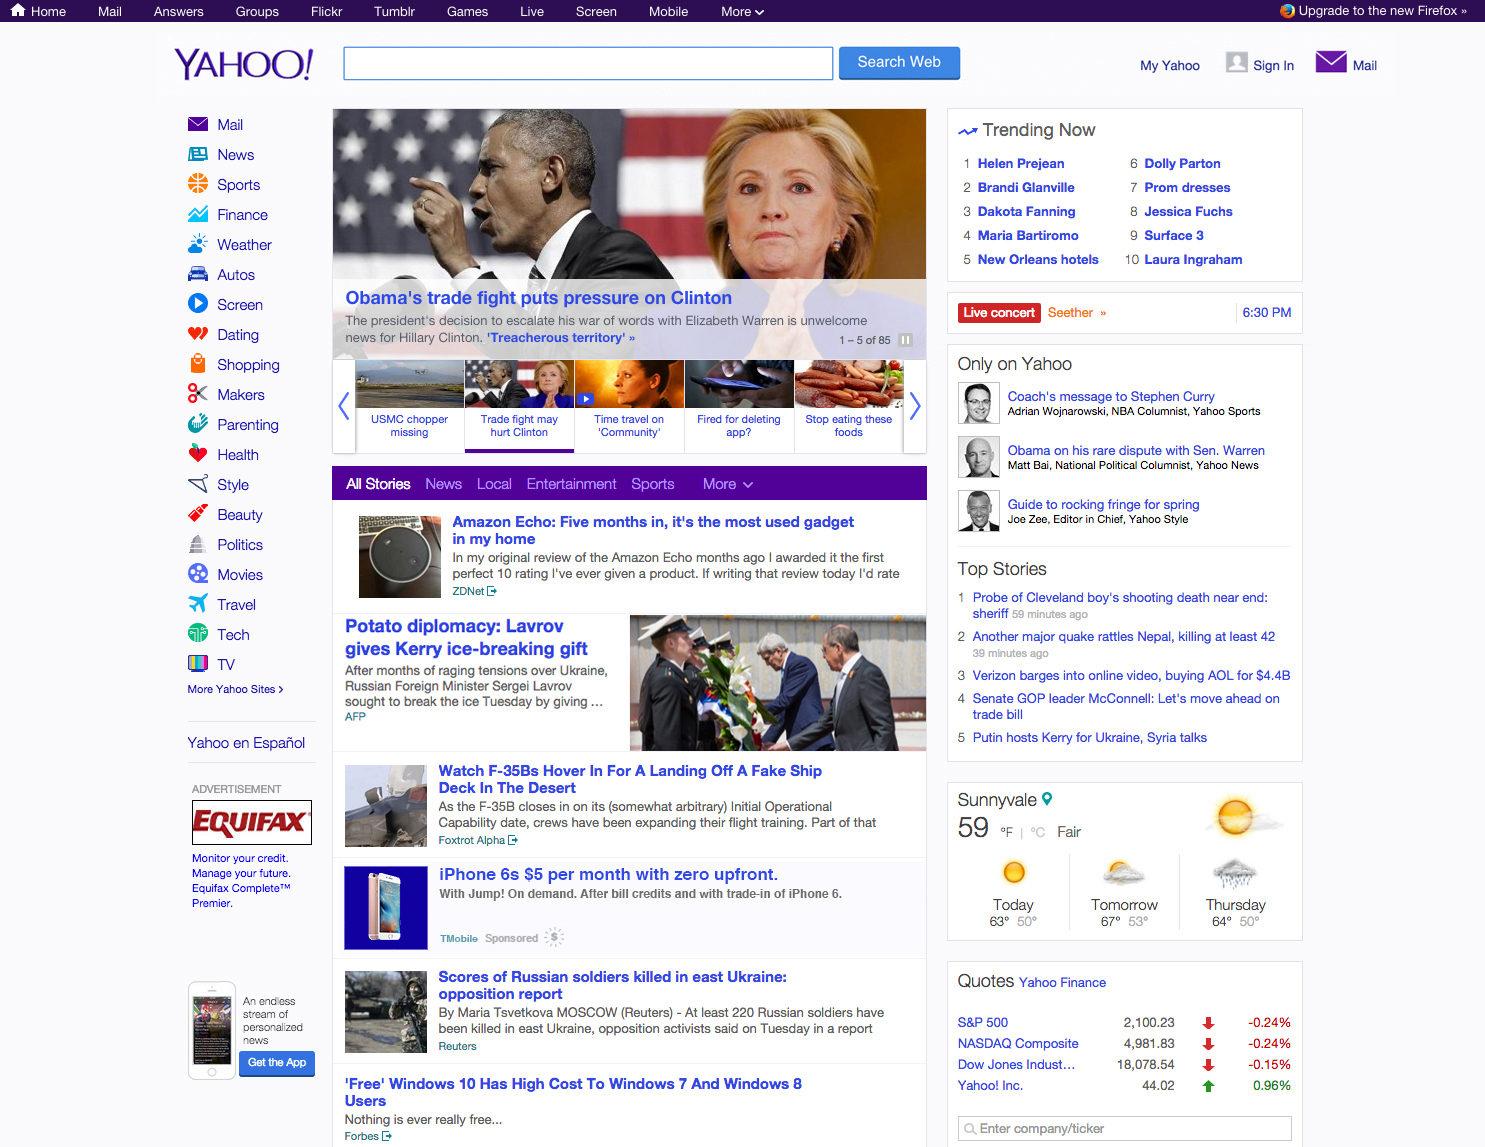 Home Mail Answers Groups Flickr Tumblr Games Live Screen Mobile More
Upgrade to the new Firefox »
YAHOO!
Search Web
My Yahoo
Sign In
Mail
Mail
News
Sports
Finance
Weather
Autos
Screen
Dating
Shopping
Makers
Parenting
Health
Style
Beauty
Politics
Movies
Travel
Tech
TV
More Yahoo Sites >
Yahoo en Español
ADVERTISEMENT
EQUIFAX
Monitor your credit.
Manage your future.
Equifax Complete™
Premier.
An endless
stream of
personalized
news
Get the App
Obama's trade fight puts pressure on Clinton
The president's decision to escalate his war of words with Elizabeth Warren is unwelcome
news for Hillary Clinton. 'Treacherous territory' »
1 – 5 of 85
USMC chopper
missing
Trade fight may
hurt Clinton
Time travel on
'Community'
Fired for deleting
app?
Stop eating these
foods
All Stories News Local Entertainment Sports More
Amazon Echo: Five months in, it's the most used gadget
in my home
In my original review of the Amazon Echo months ago I awarded it the first
perfect 10 rating I've ever given a product. If writing that review today I'd rate
ZDNet
Potato diplomacy: Lavrov
gives Kerry ice-breaking gift
After months of raging tensions over Ukraine,
Russian Foreign Minister Sergei Lavrov
sought to break the ice Tuesday by giving ...
AFP
Watch F-35Bs Hover In For A Landing Off A Fake Ship
Deck In The Desert
As the F-35B closes in on its (somewhat arbitrary) Initial Operational
Capability date, crews have been expanding their flight training. Part of that
Foxtrot Alpha
iPhone 6s $5 per month with zero upfront.
With Jump! On demand. After bill credits and with trade-in of iPhone 6.
TMobile Sponsored $
Scores of Russian soldiers killed in east Ukraine:
opposition report
By Maria Tsvetkova MOSCOW (Reuters) - At least 220 Russian soldiers have
been killed in east Ukraine, opposition activists said on Tuesday in a report
Reuters
'Free' Windows 10 Has High Cost To Windows 7 And Windows 8
Users
Nothing is ever really free...
Forbes
Trending Now
1 Helen Prejean
2 Brandi Glanville
3 Dakota Fanning
4 Maria Bartiromo
5 New Orleans hotels
6 Dolly Parton
7 Prom dresses
8 Jessica Fuchs
9 Surface 3
10 Laura Ingraham
Live concert Seether » 6:30 PM
Only on Yahoo
Coach's message to Stephen Curry
Adrian Wojnarowski, NBA Columnist, Yahoo Sports
Obama on his rare dispute with Sen. Warren
Matt Bai, National Political Columnist, Yahoo News
Guide to rocking fringe for spring
Joe Zee, Editor in Chief, Yahoo Style
Top Stories
1 Probe of Cleveland boy's shooting death near end:
sheriff 59 minutes ago
2 Another major quake rattles Nepal, killing at least 42
39 minutes ago
3 Verizon barges into online video, buying AOL for $4.4B
4 Senate GOP leader McConnell: Let's move ahead on
trade bill
5 Putin hosts Kerry for Ukraine, Syria talks
Sunnyvale
59 °F | °C Fair
Today
63° 50°
Tomorrow
67° 53°
Thursday
64° 50°
Quotes Yahoo Finance
S&P 500 2,100.23 -0.24%
NASDAQ Composite 4,981.83 -0.24%
Dow Jones Indust... 18,078.54 -0.15%
Yahoo! Inc. 44.02 0.96%
Enter company/ticker